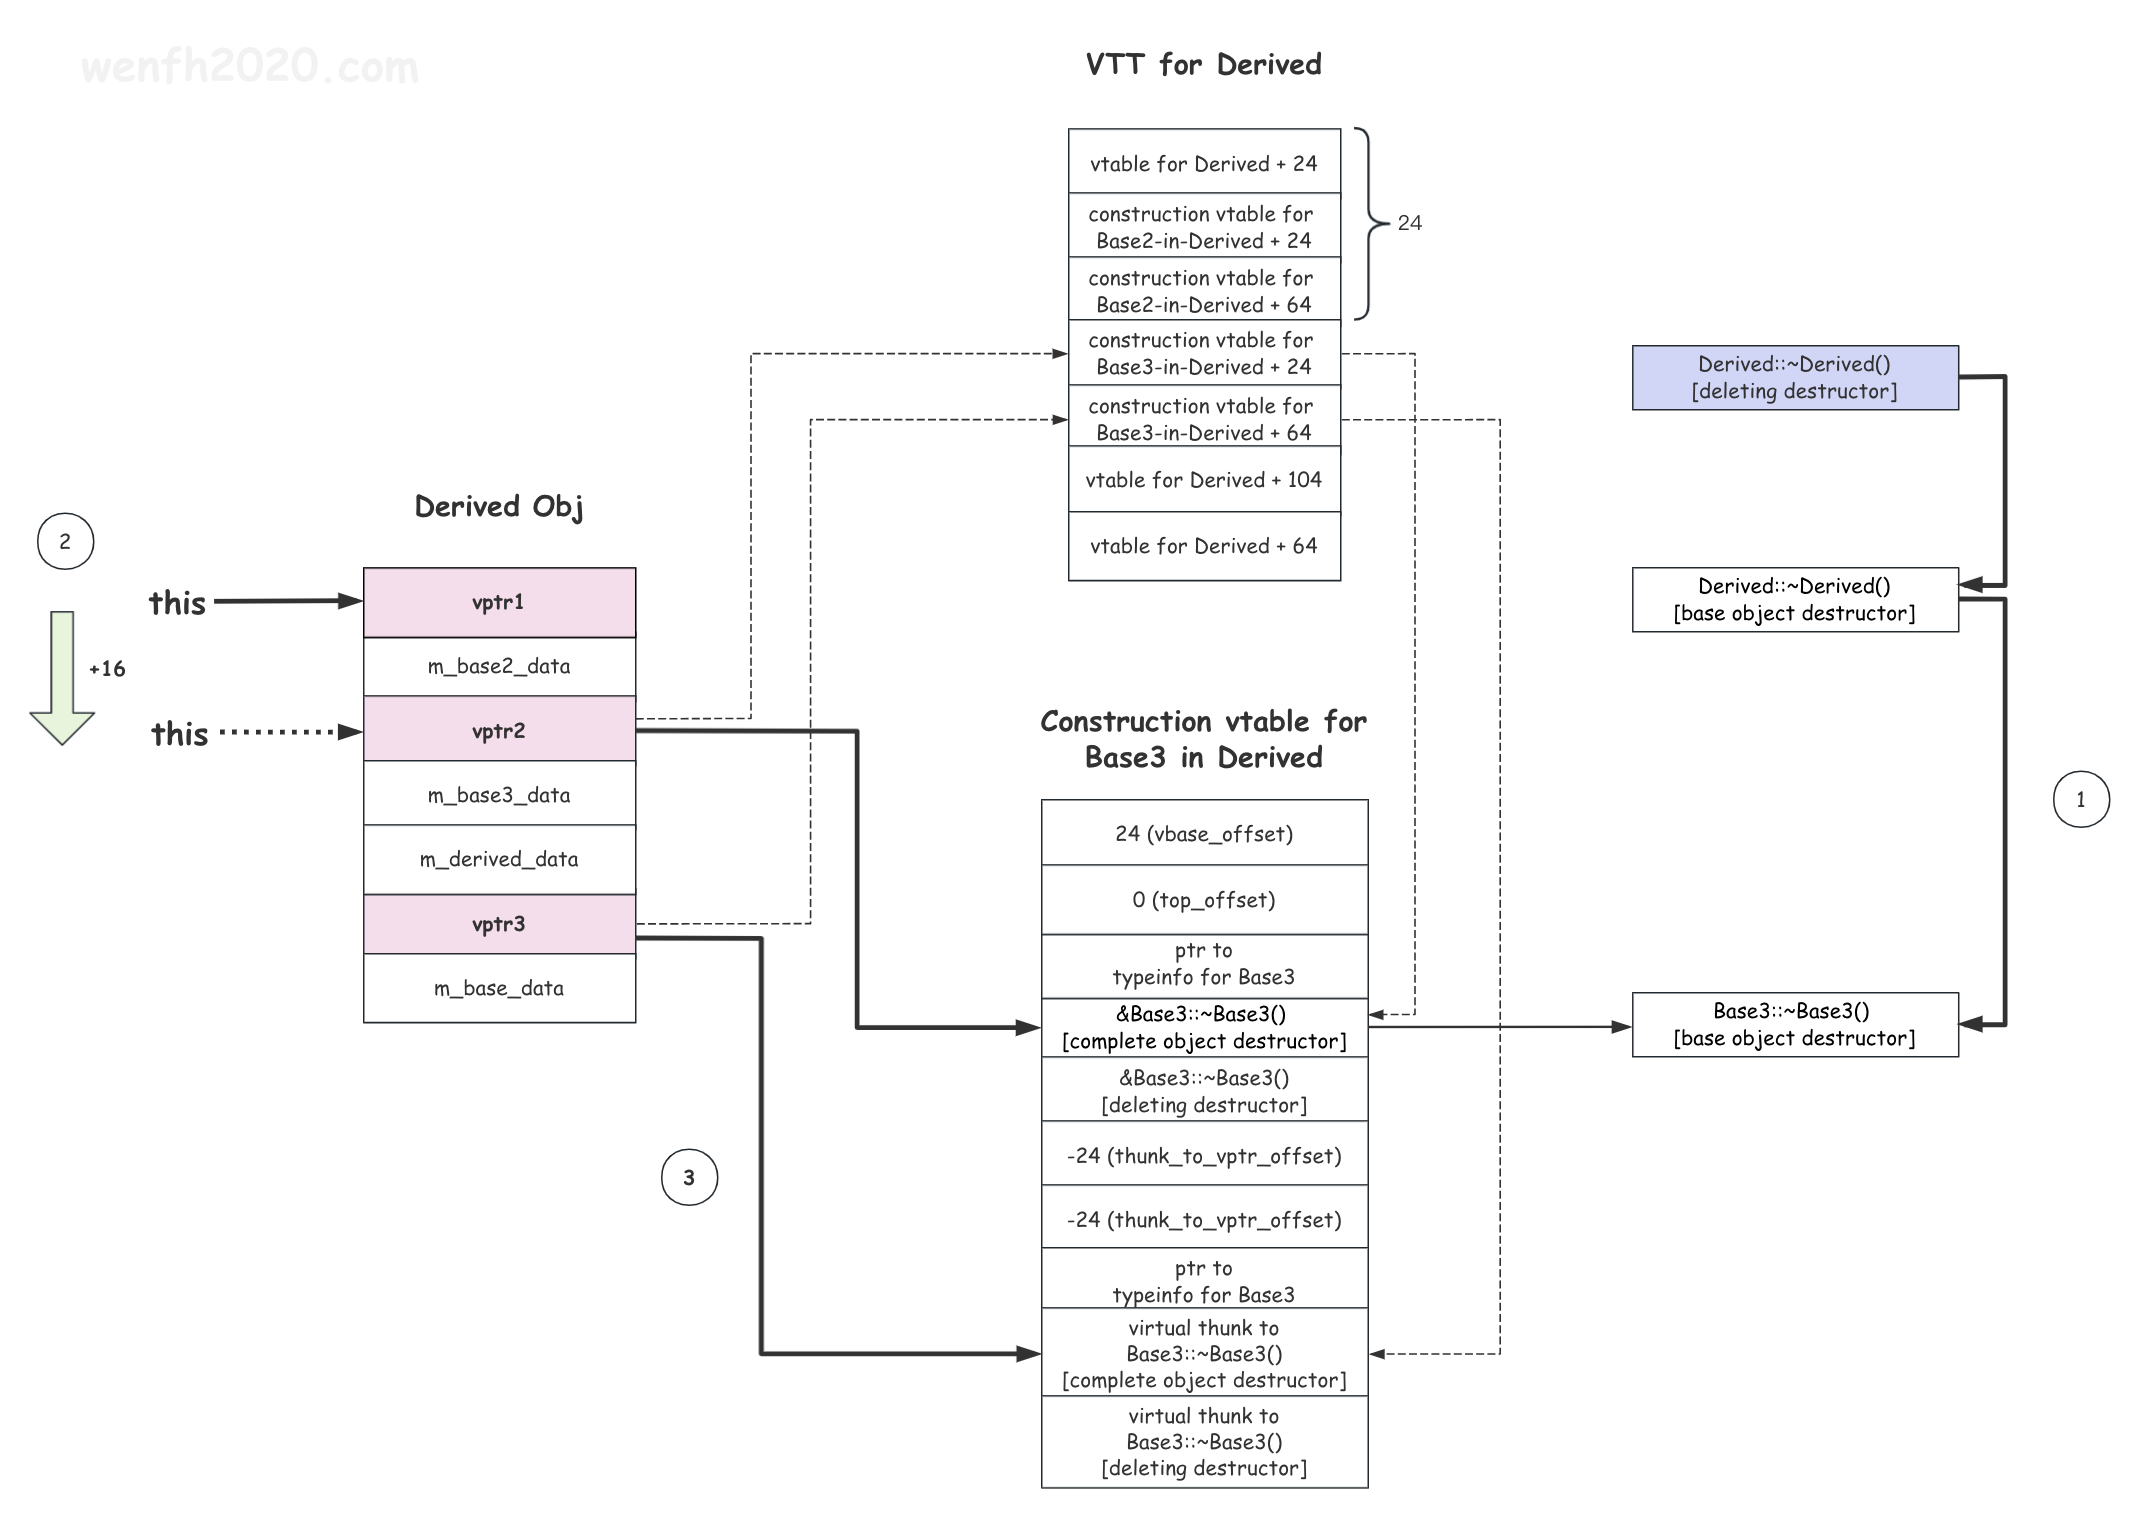 wenfh2020.com
VTT for Derived
vtable for Derived + 24
construction vtable for
Base2-in-Derived + 24
construction vtable for
Base2-in-Derived + 64
construction vtable for
Base3-in-Derived + 24
construction vtable for
Base3-in-Derived + 64
vtable for Derived + 104
vtable for Derived + 64
24
Derived::~Derived()
[deleting destructor]
Derived::~Derived()
[base object destructor]
Base3::~Base3()
[base object destructor]
1
2
this
+16
this
Derived Obj
vptr1
m_base2_data
vptr2
m_base3_data
m_derived_data
vptr3
m_base_data
3
Construction vtable for
Base3 in Derived
24 (vbase_offset)
0 (top_offset)
ptr to
typeinfo for Base3
&Base3::~Base3()
[complete object destructor]
&Base3::~Base3()
[deleting destructor]
-24 (thunk_to_vptr_offset)
-24 (thunk_to_vptr_offset)
ptr to
typeinfo for Base3
virtual thunk to
Base3::~Base3()
[complete object destructor]
virtual thunk to
Base3::~Base3()
[deleting destructor]